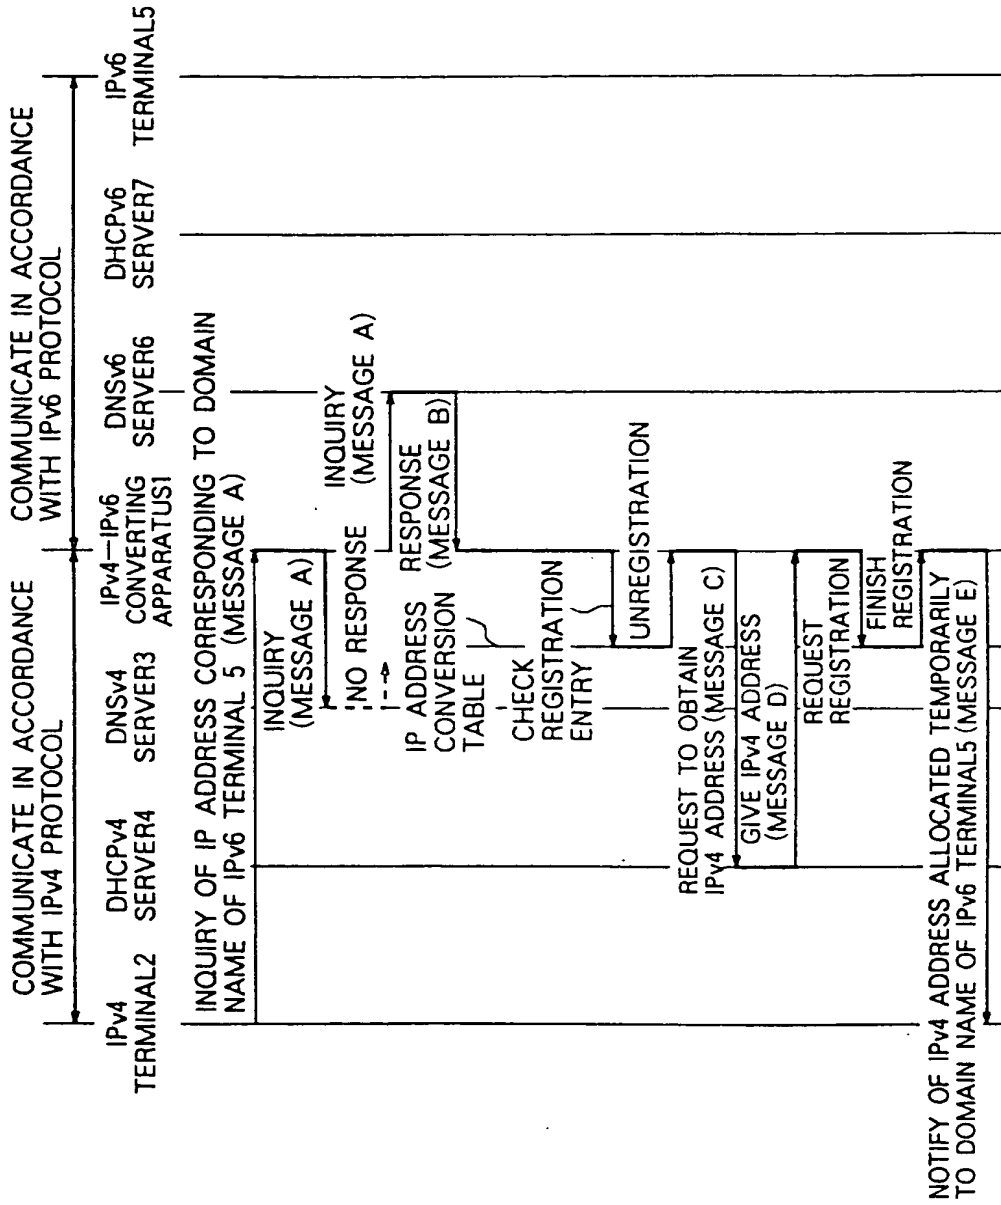 COMMUNICATE IN ACCORDANCE
WITH IPv4 PROTOCOL
COMMUNICATE IN ACCORDANCE
WITH IPv6 PROTOCOL
IPv4
TERMINAL2
DHCPv4
SERVER4
DNSv4
SERVER3
IPv4–IPv6
CONVERTING
APPARATUS1
DNSv6
SERVER6
DHCPv6
SERVER7
IPv6
TERMINAL5
INQUIRY OF IP ADDRESS CORRESPONDING TO DOMAIN
NAME OF IPv6 TERMINAL 5 (MESSAGE A)
INQUIRY
(MESSAGE A)
NO RESPONSE
INQUIRY
(MESSAGE A)
RESPONSE
(MESSAGE B)
IP ADDRESS
CONVERSION
TABLE
CHECK
REGISTRATION
ENTRY
UNREGISTRATION
REQUEST TO OBTAIN
IPv4 ADDRESS (MESSAGE C)
GIVE IPv4 ADDRESS
(MESSAGE D)
REQUEST
REGISTRATION
FINISH
REGISTRATION
NOTIFY OF IPv4 ADDRESS ALLOCATED TEMPORARILY
TO DOMAIN NAME OF IPv6 TERMINAL5 (MESSAGE E)